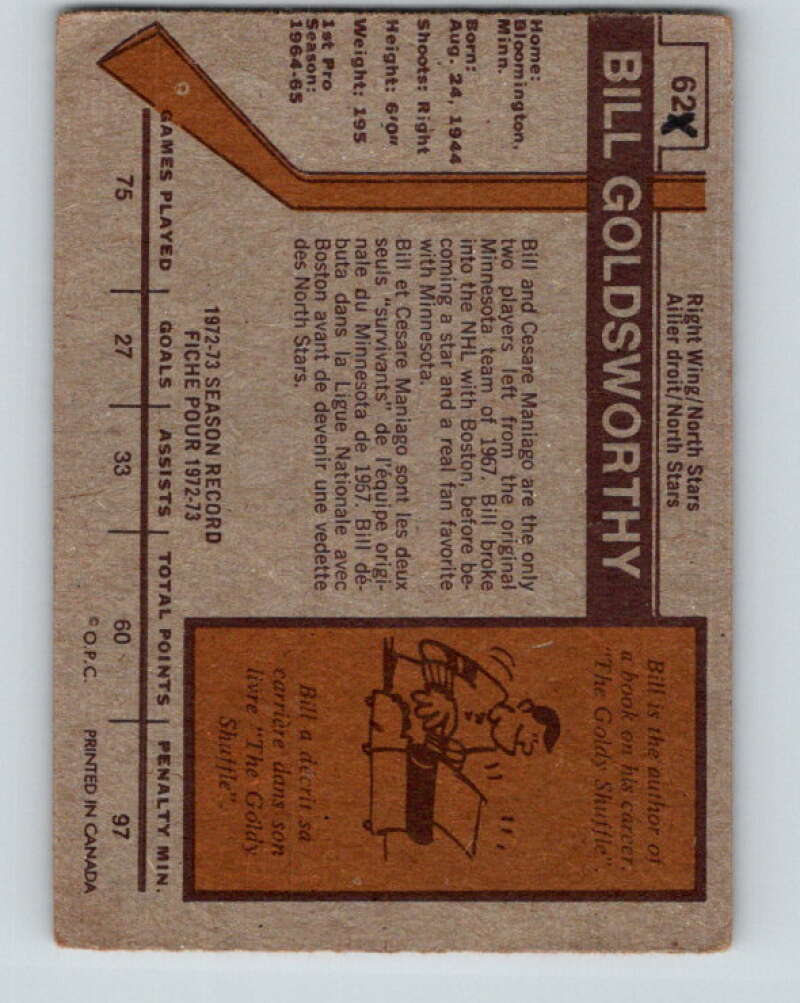 62
Right Wing/North Stars
Ailier droit/North Stars
BILL GOLDSWORTHY
Home:
Bloomington,
Minn.
Born:
Aug. 24, 1944
Shoots: Right
Height: 6'0"
Weight: 195
1st Pro
Season:
1964-65
Bill and Cesare Maniago are the only
two players left from the original
Minnesota team of 1967. Bill broke
into the NHL with Boston, before be-
coming a star and a real fan favorite
with Minnesota.
Bill et Cesare Maniago sont les deux
seuls "survivants" de l'équipe origi-
nale du Minnesota de 1967. Bill dé-
buta dans la Ligue Nationale avec
Boston avant de devenir une vedette
des North Stars.
Bill is the author of
a book on his career,
"The Goldy Shuffle".
Bill a décrit sa
carrière dans son
livre "The Goldy
Shuffle".
1972-73 SEASON RECORD
FICHE POUR 1972-73
GAMES PLAYED GOALS ASSISTS TOTAL POINTS PENALTY MIN.
75 27 33 60 97
© O.P.C. PRINTED IN CANADA